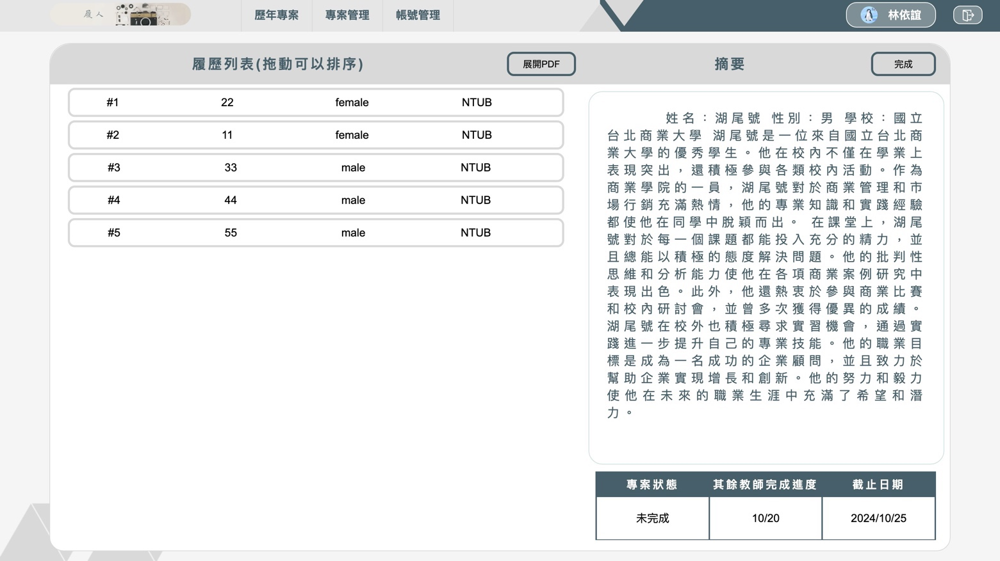 履人
歷年專案 專案管理 帳號管理
林依誼
履歷列表(拖動可以排序)
展開PDF
#1 22 female NTUB
#2 11 female NTUB
#3 33 male NTUB
#4 44 male NTUB
#5 55 male NTUB
摘要
完成
姓名：湖尾號 性別：男 學校：國立
台北商業大學 湖尾號是一位來自國立台北商
業大學的優秀學生。他在校內不僅在學業上
表現突出，還積極參與各類校內活動。作為
商業學院的一員，湖尾號對於商業管理和市
場行銷充滿熱情，他的專業知識和實踐經驗
都使他在同學中脫穎而出。 在課堂上，湖尾
號對於每一個課題都能投入充分的精力，並
且總能以積極的態度解決問題。他的批判性
思維和分析能力使他在各項商業案例研究中
表現出色。此外，他還熱衷於參與商業比賽
和校內研討會，並曾多次獲得優異的成績。
湖尾號在校外也積極尋求實習機會，通過實
踐進一步提升自己的專業技能。他的職業目
標是成為一名成功的企業顧問，並且致力於
幫助企業實現增長和創新。他的努力和毅力
使他在未來的職業生涯中充滿了希望和潛
力。
專案狀態 其餘教師完成進度 截止日期
未完成 10/20 2024/10/25